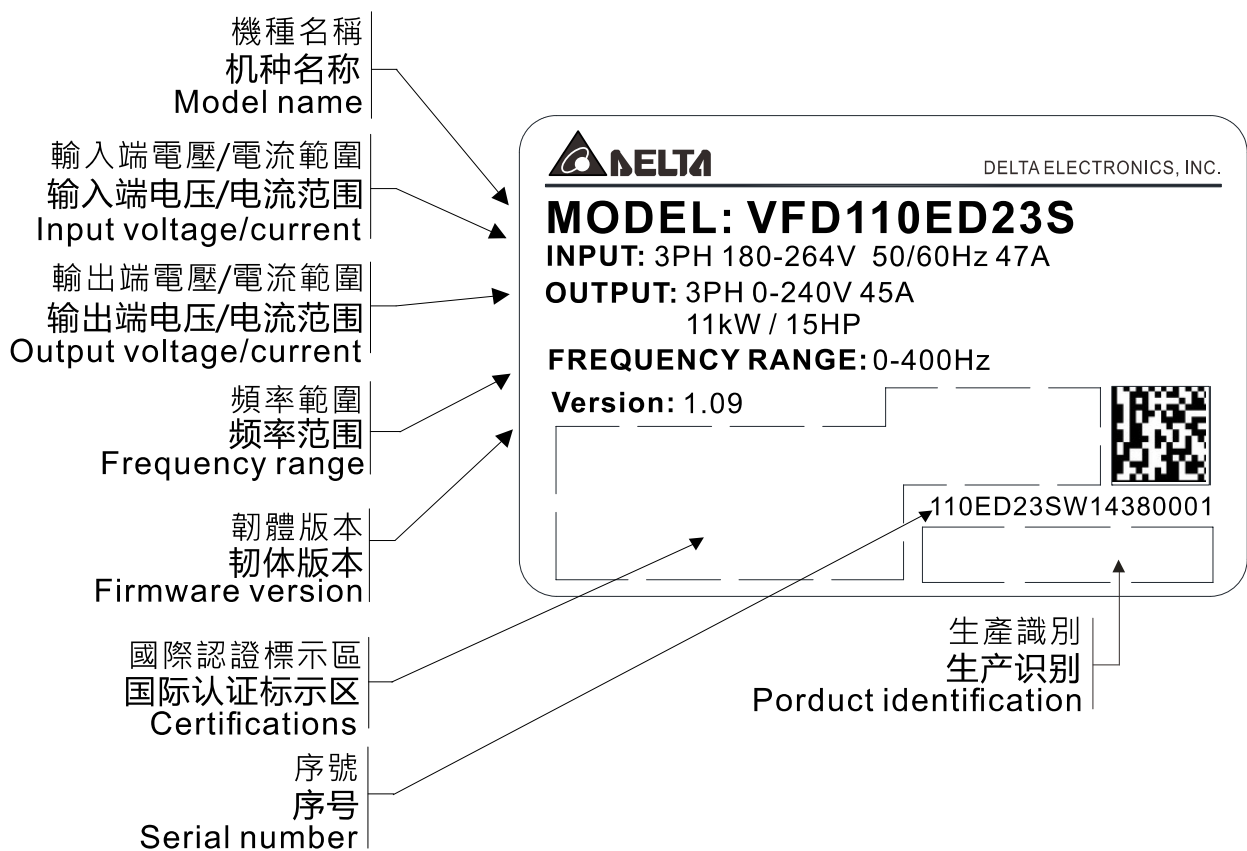 機種名稱
机种名称
Model name
輸入端電壓/電流範圍
输入端电压/电流范围
Input voltage/current
輸出端電壓/電流範圍
输出端电压/电流范围
Output voltage/current
頻率範圍
频率范围
Frequency range
韌體版本
韧体版本
Firmware version
國際認證標示區
国际认证标示区
Certifications
序號
序号
Serial number
DELTA
DELTA ELECTRONICS, INC.
MODEL: VFD110ED23S
INPUT: 3PH 180-264V 50/60Hz 47A
OUTPUT: 3PH 0-240V 45A
11kW / 15HP
FREQUENCY RANGE: 0-400Hz
Version: 1.09
110ED23SW14380001
生產識別
生产识别
Porduct identification